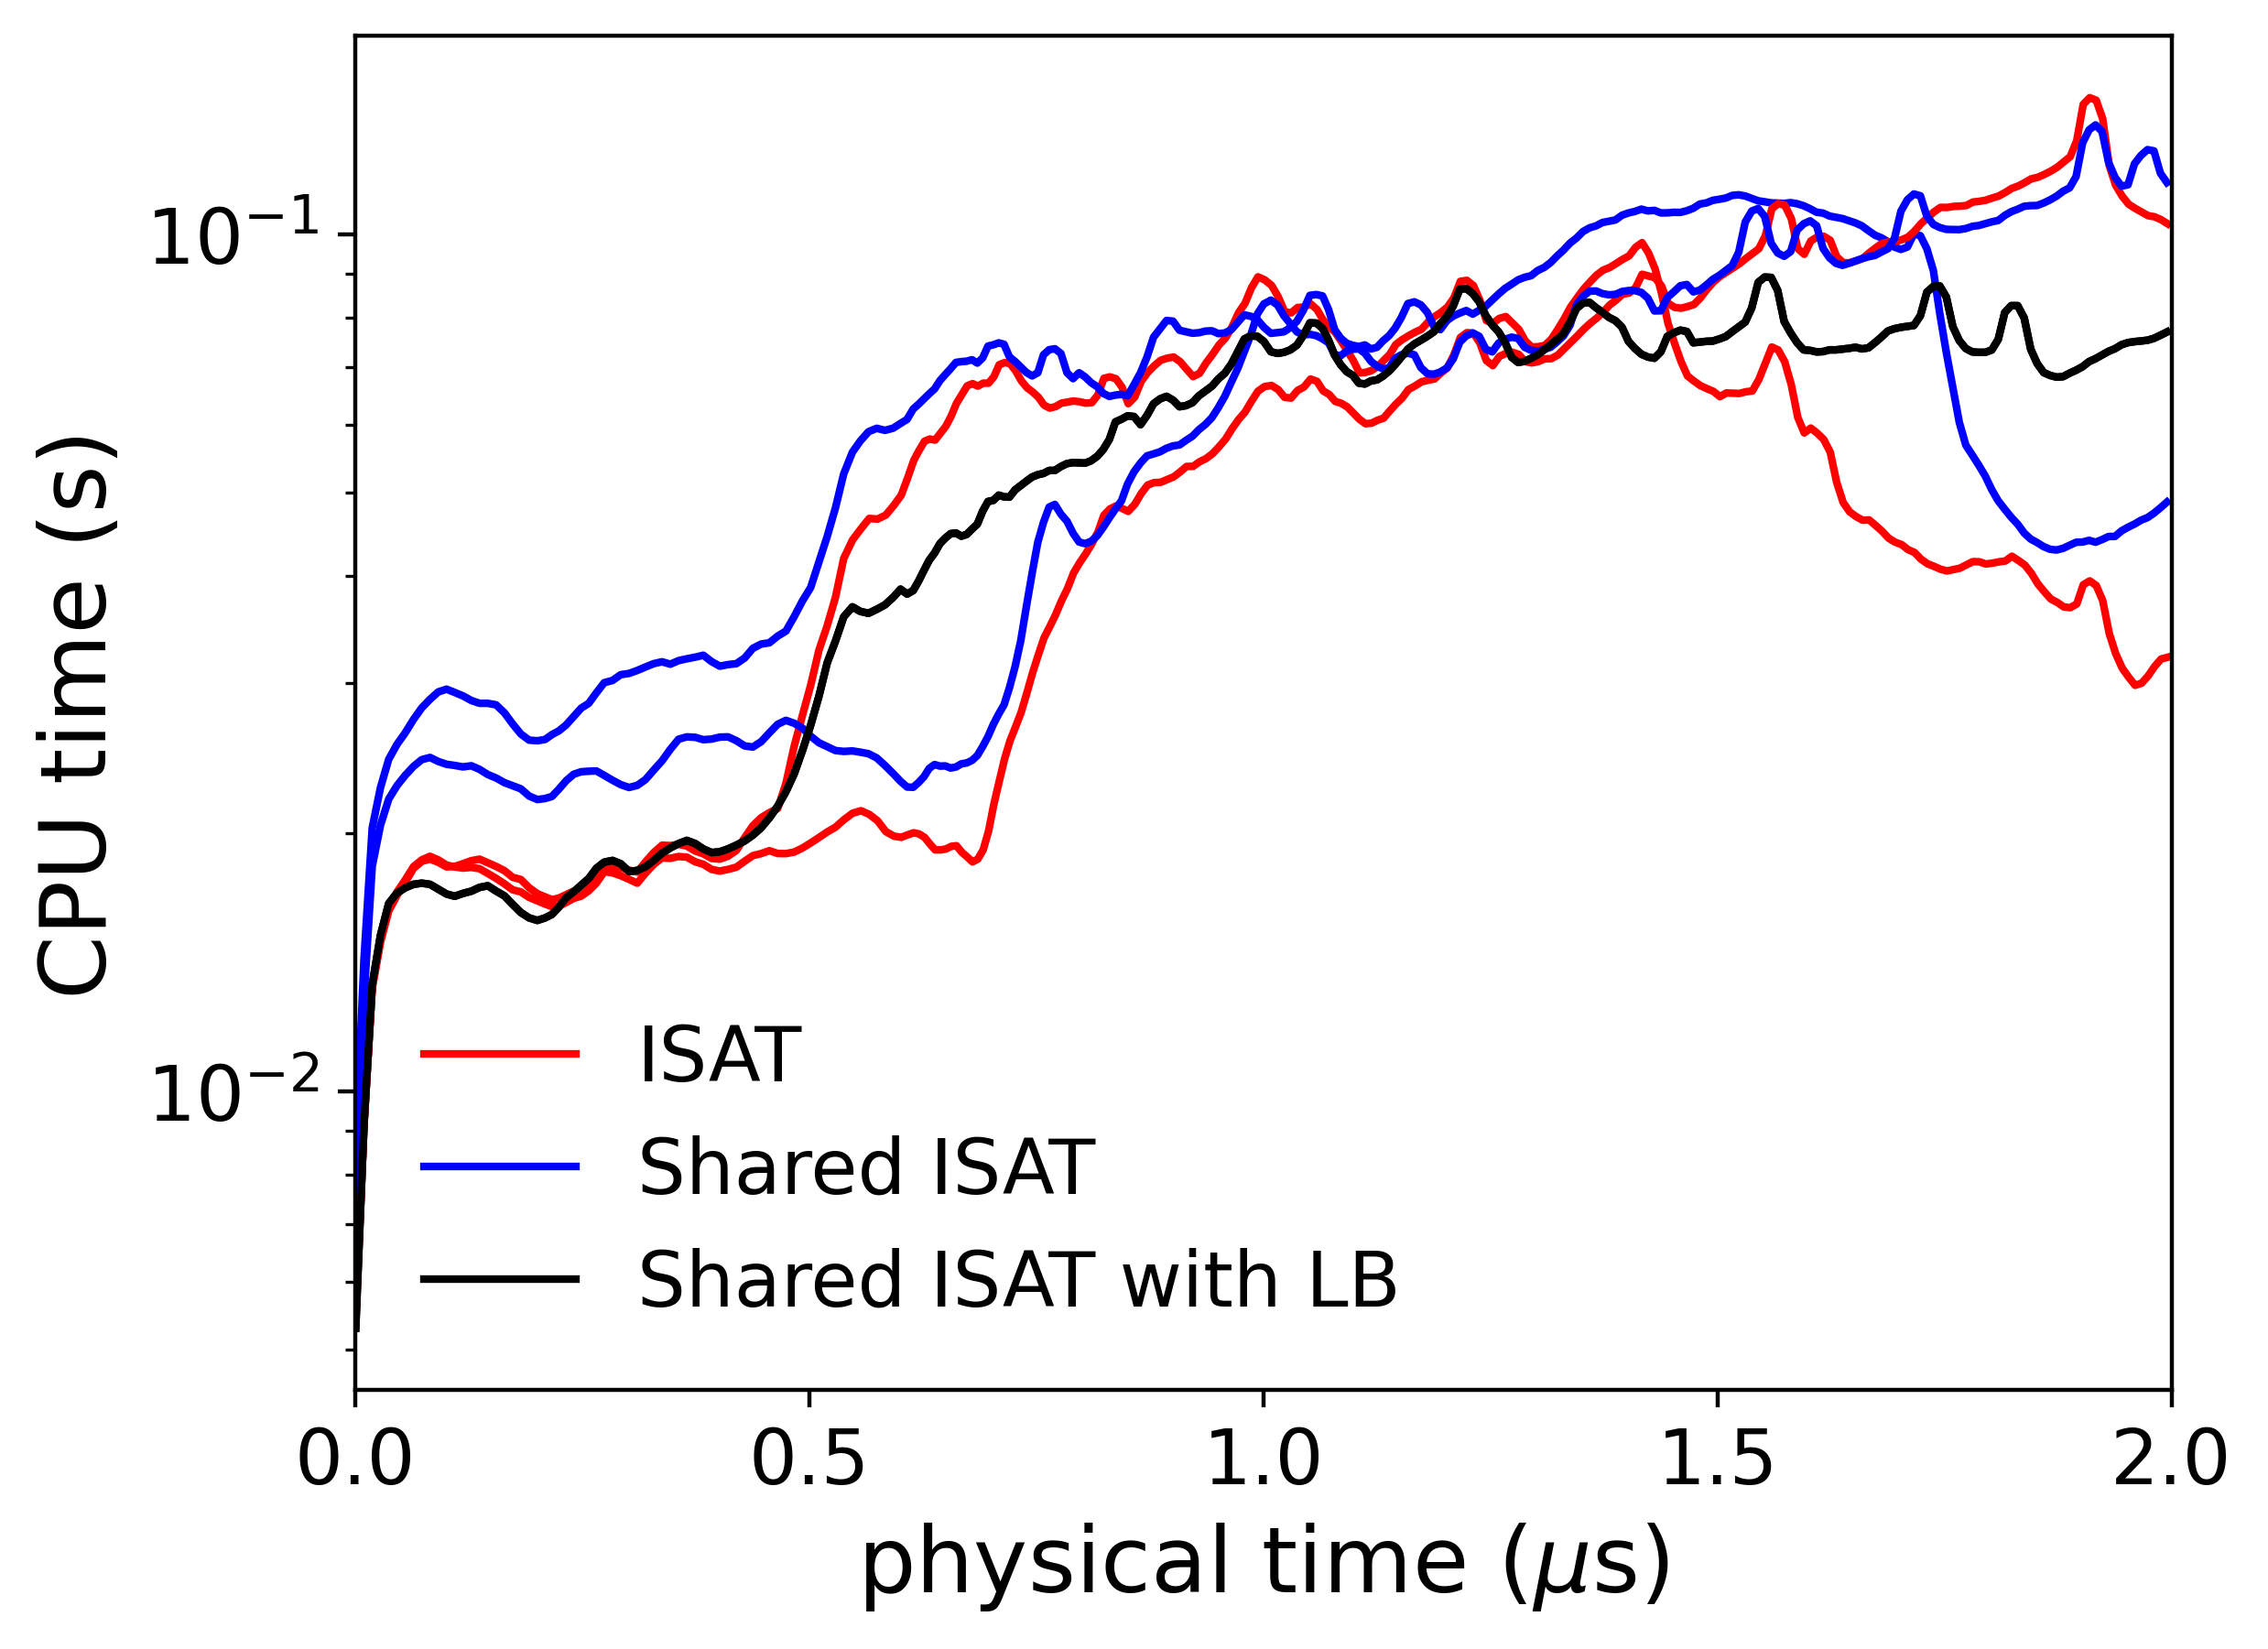 CPU time (s)
10⁻¹
10⁻²
ISAT
Shared ISAT
Shared ISAT with LB
0.0 0.5 1.0 1.5 2.0
physical time (μs)